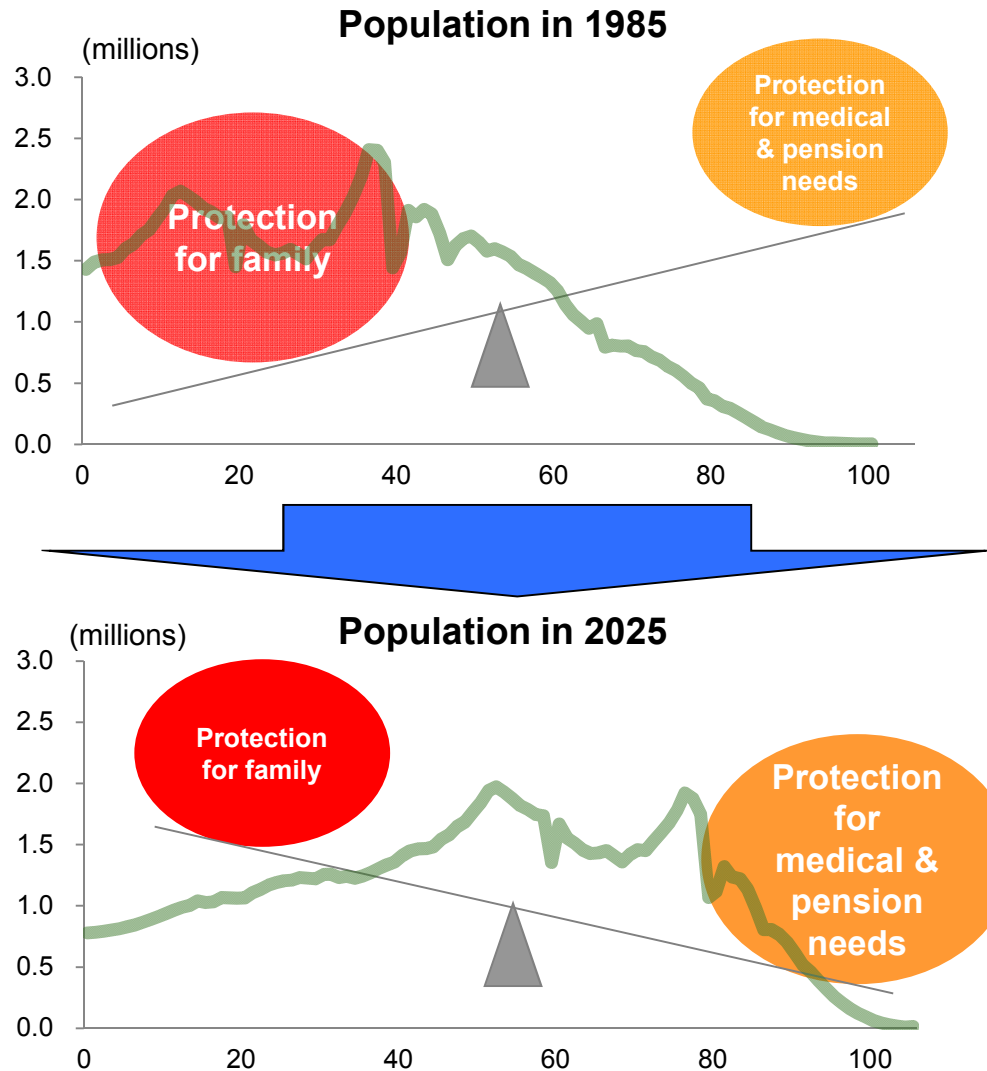 Population in 1985
(millions)
3.0
2.5
2.0
1.5
1.0
0.5
0.0
0 20 40 60 80 100
Protection
for family
Protection
for medical
& pension
needs
Population in 2025
(millions)
3.0
2.5
2.0
1.5
1.0
0.5
0.0
0 20 40 60 80 100
Protection
for family
Protection
for
medical &
pension
needs